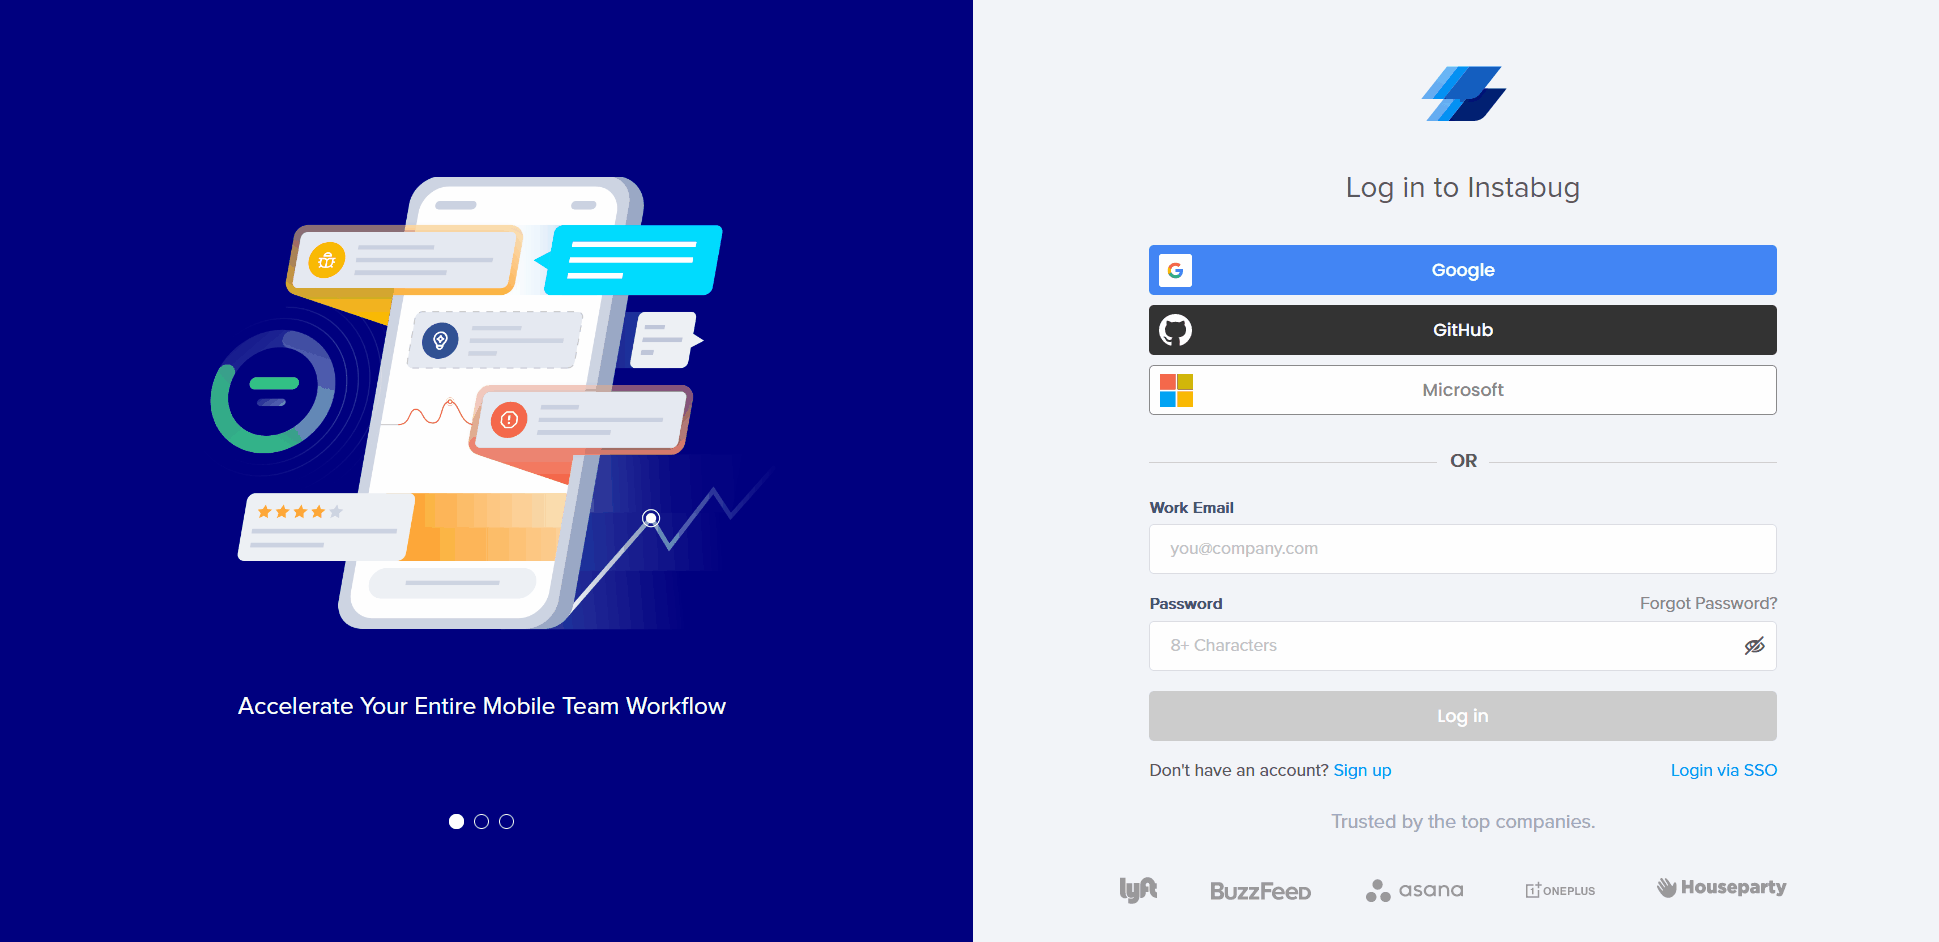 Accelerate Your Entire Mobile Team Workflow
Log in to Instabug
Google
GitHub
Microsoft
OR
Work Email
you@company.com
Password Forgot Password?
8+ Characters
Log in
Don't have an account? Sign up Login via SSO
Trusted by the top companies.
lyft BuzzFeed asana ONEPLUS Houseparty